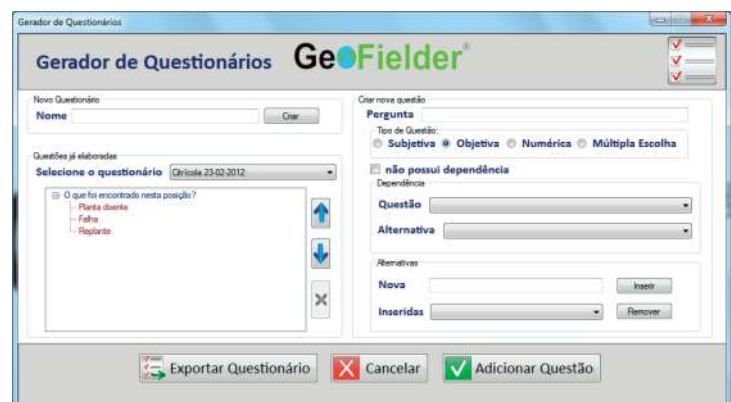 Gerador de Questionários
Gerador de Questionários GeoFielder®
Novo Questionário
Nome Criar
Questões já elaboradas
Selecione o questionário Citrícola 23-02-2012
O que foi encontrado nesta posição?
Planta doente
Falha
Replante
Criar nova questão
Pergunta
Tipo de Questão:
Subjetiva Objetiva Numérica Múltipla Escolha
não possui dependência
Dependência
Questão
Alternativa
Alternativas
Nova Inserir
Inseridas Remover
Exportar Questionário Cancelar Adicionar Questão